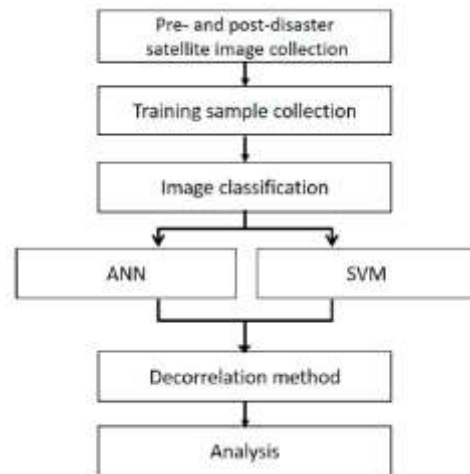 Pre- and post-disaster
satellite image collection
Training sample collection
Image classification
ANN
SVM
Decorrelation method
Analysis